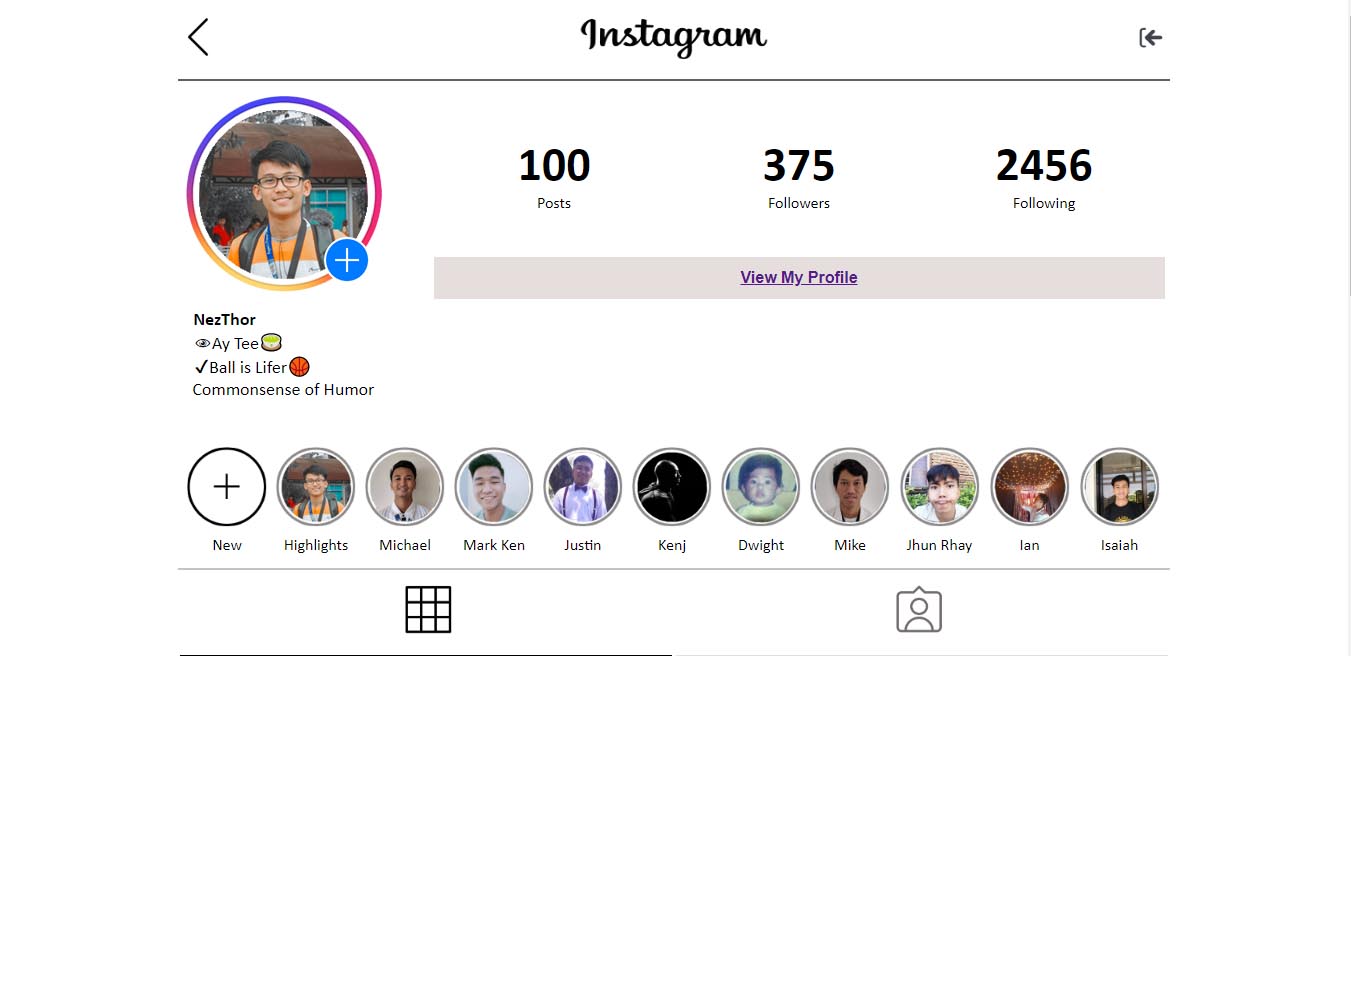 Instagram
100
Posts
375
Followers
2456
Following
View My Profile
NezThor
👁Ay Tee🍵
✔Ball is Lifer🏀
Commonsense of Humor
New
Highlights
Michael
Mark Ken
Justin
Kenj
Dwight
Mike
Jhun Rhay
Ian
Isaiah